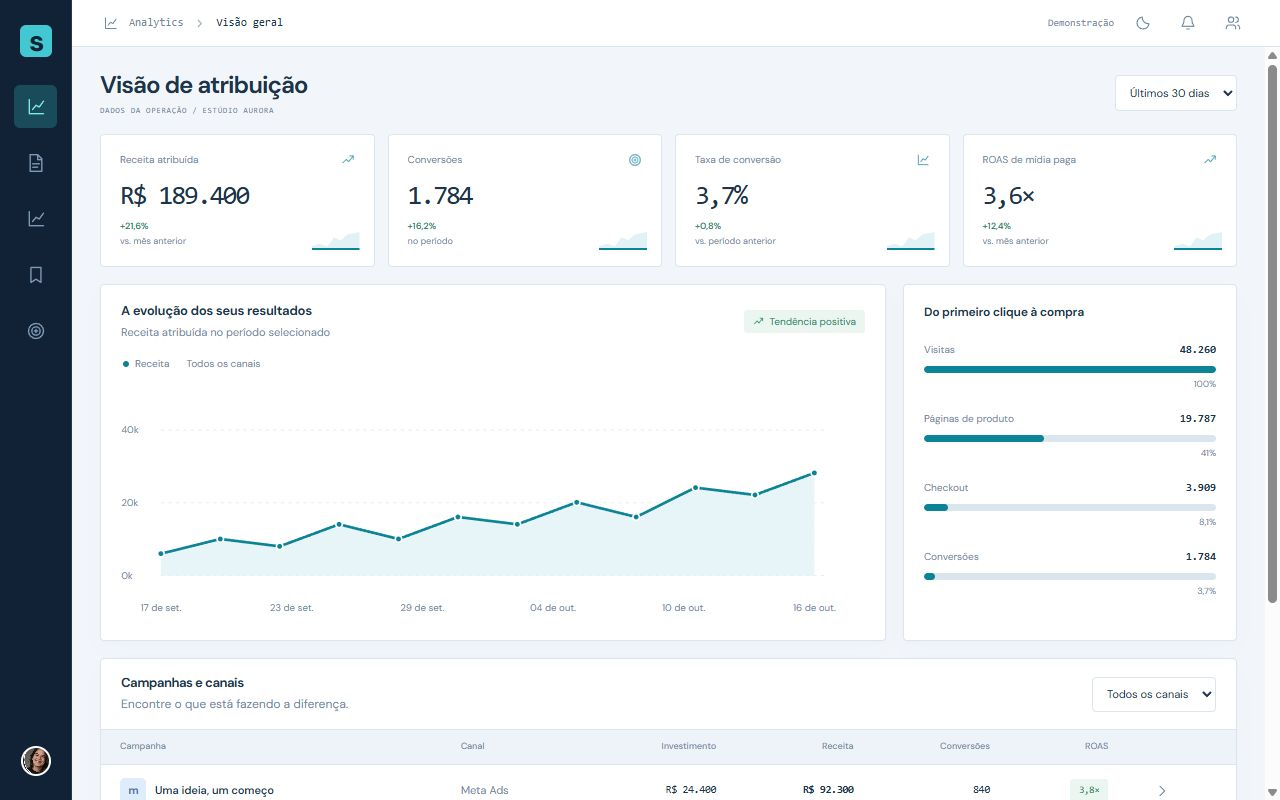 S
Analytics > Visão geral
Demonstração
Visão de atribuição
DADOS DA OPERAÇÃO / ESTÚDIO AURORA
Últimos 30 dias
Receita atribuída
R$ 189.400
+21,6%
vs. mês anterior
Conversões
1.784
+16,2%
no período
Taxa de conversão
3,7%
+0,8%
vs. período anterior
ROAS de mídia paga
3,6×
+12,4%
vs. mês anterior
A evolução dos seus resultados
Receita atribuída no período selecionado
Tendência positiva
Receita Todos os canais
40k
20k
0k
17 de set. 23 de set. 29 de set. 04 de out. 10 de out. 16 de out.
Do primeiro clique à compra
Visitas 48.260
100%
Páginas de produto 19.787
41%
Checkout 3.909
8,1%
Conversões 1.784
3,7%
Campanhas e canais
Encontre o que está fazendo a diferença.
Todos os canais
Campanha Canal Investimento Receita Conversões ROAS
m Uma ideia, um começo Meta Ads R$ 24.400 R$ 92.300 840 3,8×